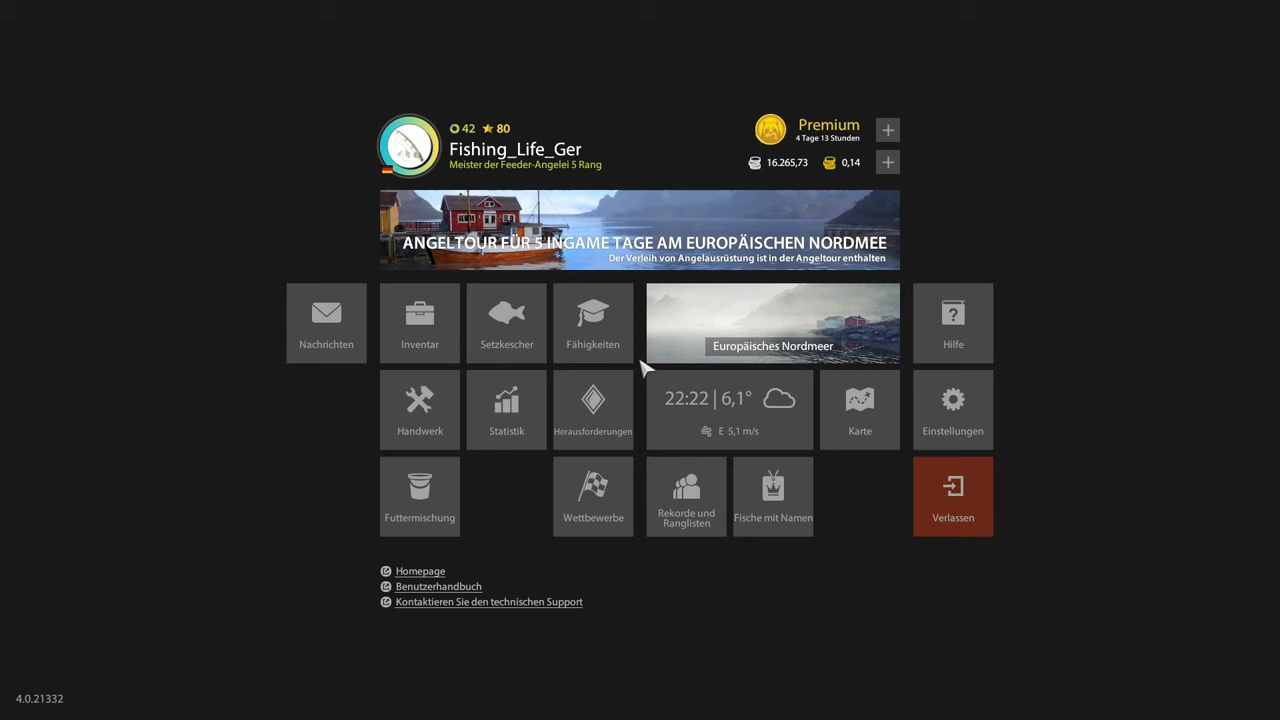 42 80
Fishing_Life_Ger
Meister der Feeder-Angelei 5 Rang
Premium
4 Tage 13 Stunden
16.265,73 0,14
ANGELTOUR FÜR 5 INGAME TAGE AM EUROPÄISCHEN NORDMEE
Der Verleih von Angelausrüstung ist in der Angeltour enthalten
Nachrichten
Inventar
Setzkescher
Fähigkeiten
Europäisches Nordmeer
Hilfe
Handwerk
Statistik
Herausforderungen
22:22 | 6,1°
E 5,1 m/s
Karte
Einstellungen
Futtermischung
Wettbewerbe
Rekorde und
Ranglisten
Fische mit Namen
Verlassen
Homepage
Benutzerhandbuch
Kontaktieren Sie den technischen Support
4.0.21332